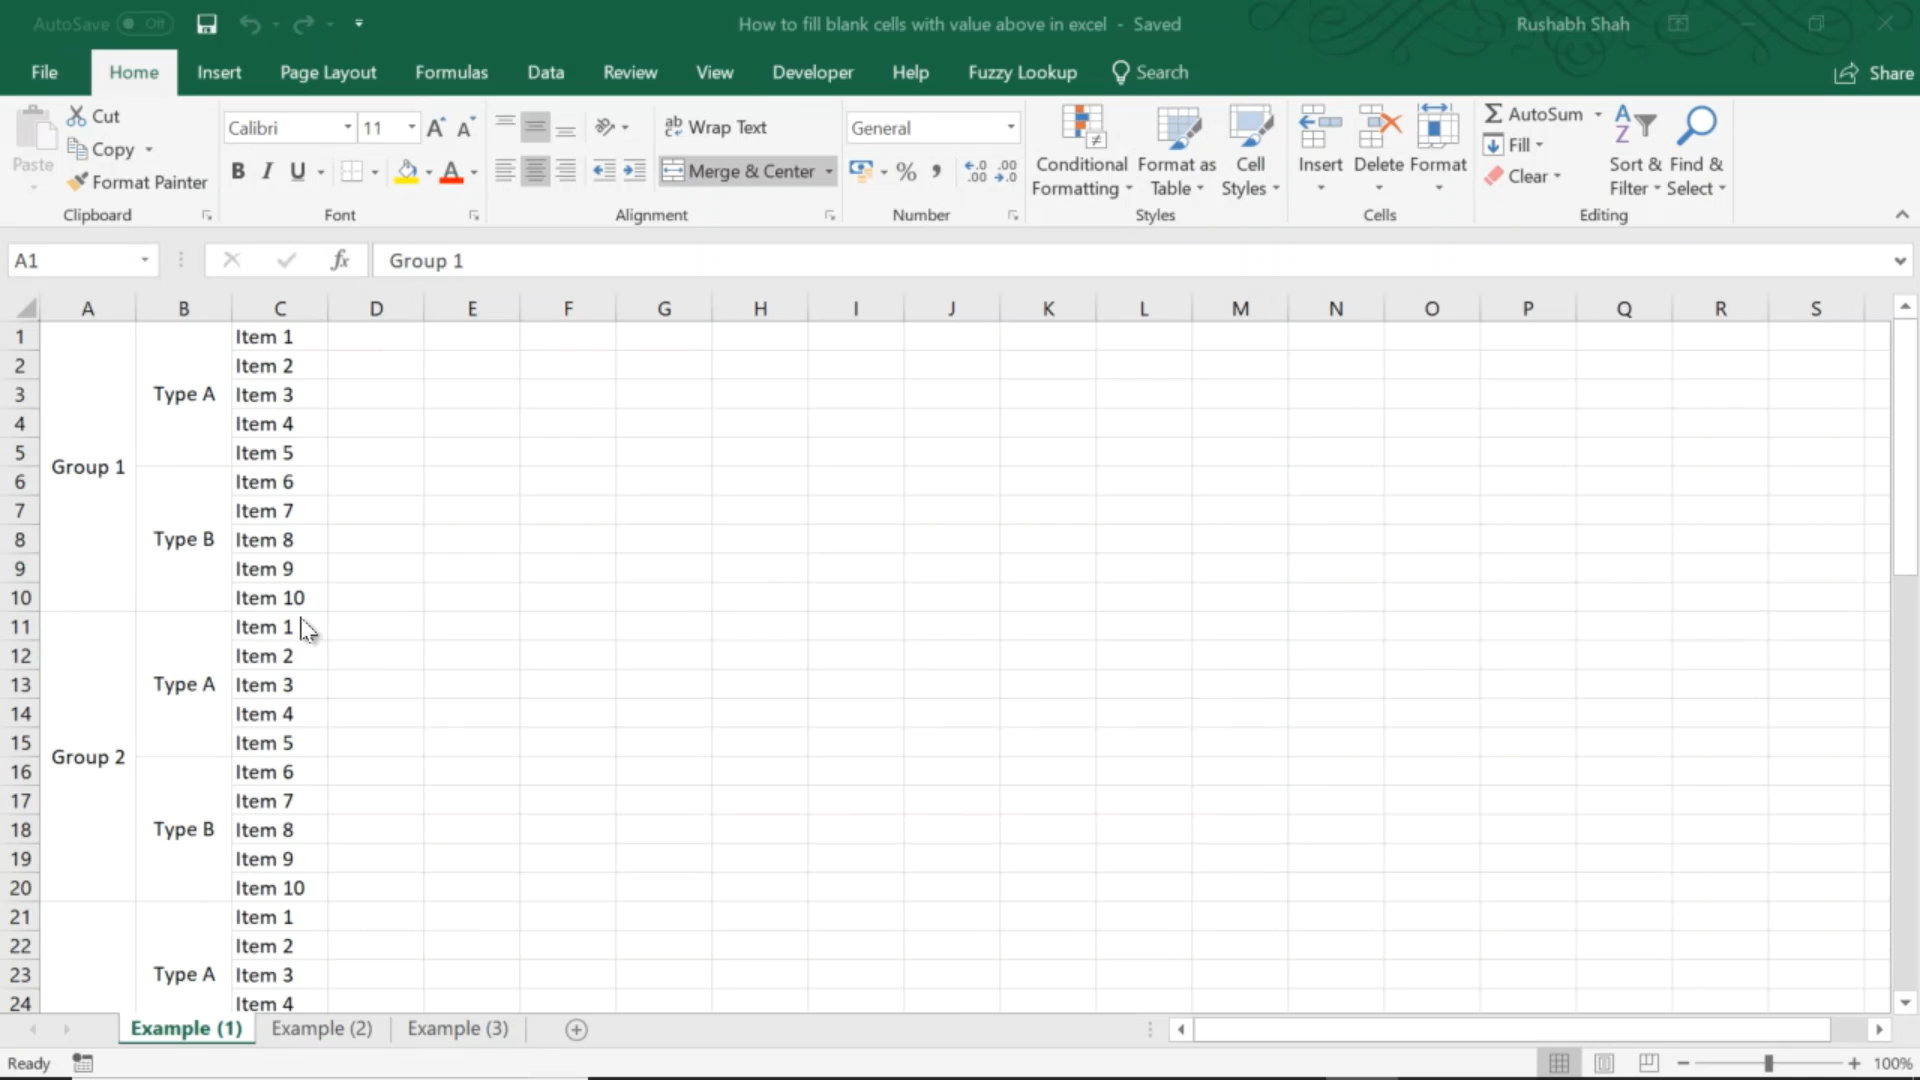 AutoSave Off
How to fill blank cells with value above in excel - Saved
Rushabh Shah
File Home Insert Page Layout Formulas Data Review View Developer Help Fuzzy Lookup Search Share
Paste
Cut
Copy
Format Painter
Clipboard
Calibri 11
B I U
Font
Wrap Text
Merge & Center
Alignment
General
% ,
Number
Conditional Formatting
Format as Table
Cell Styles
Styles
Insert Delete Format
Cells
AutoSum
Fill
Clear
Sort & Filter
Find & Select
Editing
A1 fx Group 1
A B C D E F G H I J K L M N O P Q R S
1 Item 1
2 Item 2
3 Type A Item 3
4 Item 4
5 Item 5
Group 1
6 Item 6
7 Item 7
8 Type B Item 8
9 Item 9
10 Item 10
11 Item 1
12 Item 2
13 Type A Item 3
14 Item 4
15 Item 5
Group 2
16 Item 6
17 Item 7
18 Type B Item 8
19 Item 9
20 Item 10
21 Item 1
22 Item 2
23 Type A Item 3
24 Item 4
Example (1) Example (2) Example (3)
Ready
100%